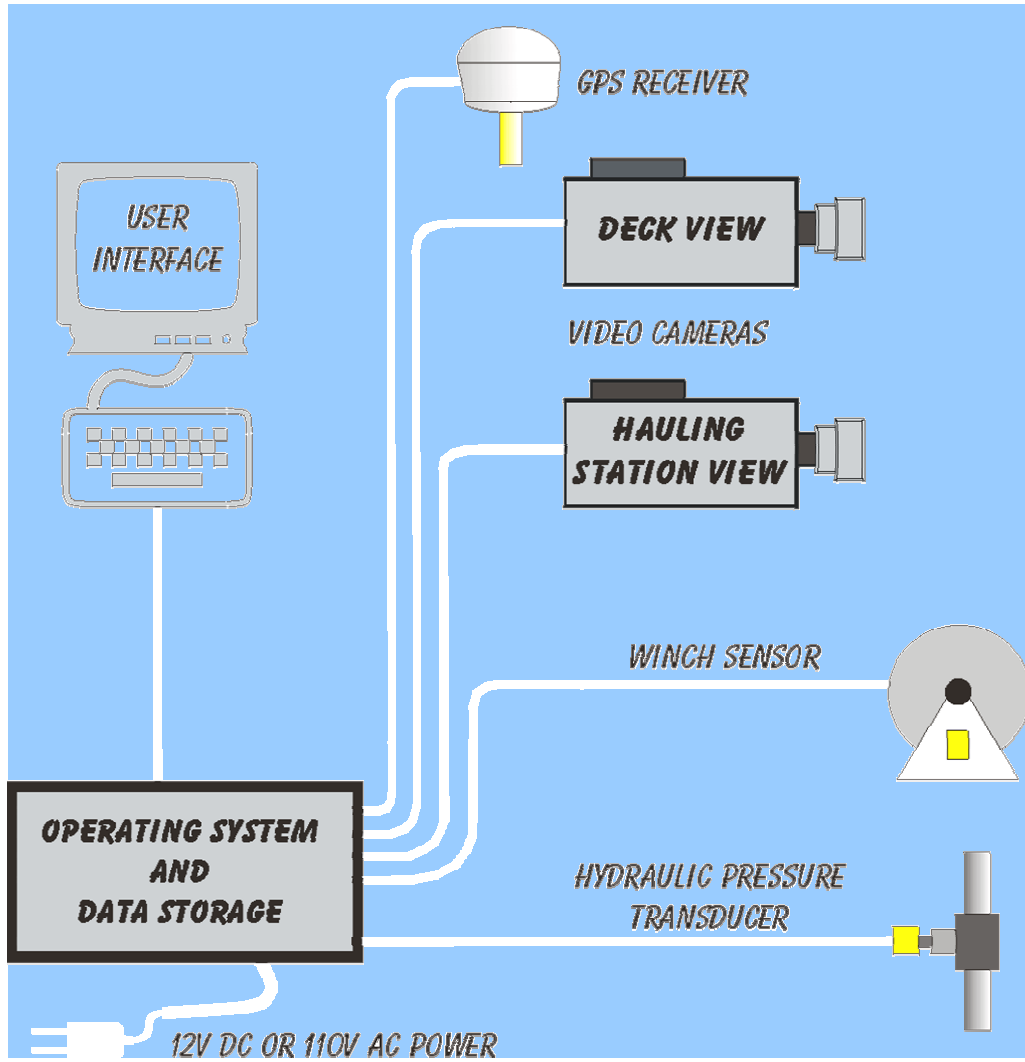 GPS RECEIVER
USER
INTERFACE
DECK VIEW
VIDEO CAMERAS
HAULING
STATION VIEW
WINCH SENSOR
OPERATING SYSTEM
AND
DATA STORAGE
HYDRAULIC PRESSURE
TRANSDUCER
12V DC OR 110V AC POWER